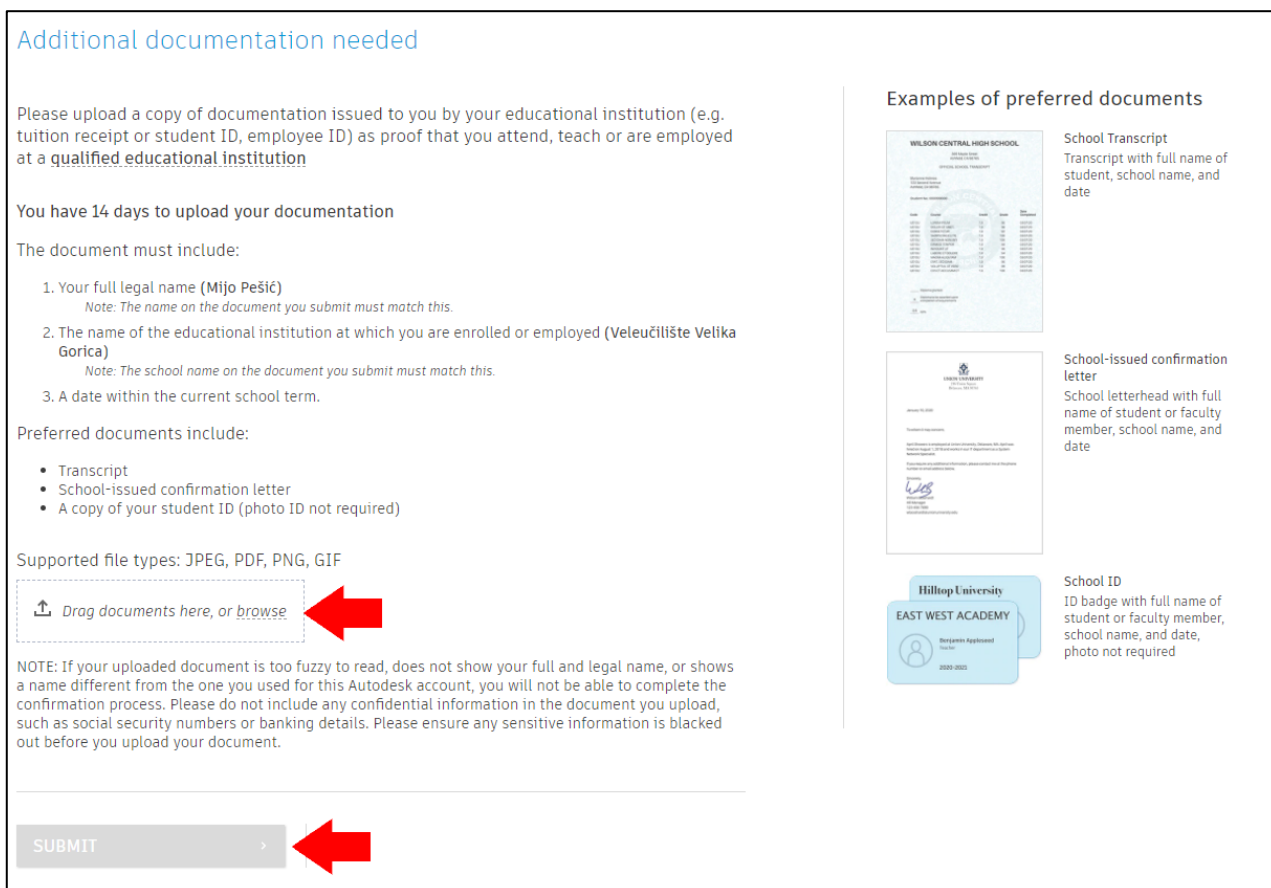 Additional documentation needed
Please upload a copy of documentation issued to you by your educational institution (e.g.
tuition receipt or student ID, employee ID) as proof that you attend, teach or are employed
at a qualified educational institution
You have 14 days to upload your documentation
The document must include:
1. Your full legal name (Mijo Pešić)
Note: The name on the document you submit must match this.
2. The name of the educational institution at which you are enrolled or employed (Veleučilište Velika
Gorica)
Note: The school name on the document you submit must match this.
3. A date within the current school term.
Preferred documents include:
• Transcript
• School-issued confirmation letter
• A copy of your student ID (photo ID not required)
Supported file types: JPEG, PDF, PNG, GIF
Drag documents here, or browse
NOTE: If your uploaded document is too fuzzy to read, does not show your full and legal name, or shows
a name different from the one you used for this Autodesk account, you will not be able to complete the
confirmation process. Please do not include any confidential information in the document you upload,
such as social security numbers or banking details. Please ensure any sensitive information is blacked
out before you upload your document.
SUBMIT
Examples of preferred documents
WILSON CENTRAL HIGH SCHOOL
OFFICIAL SCHOOL TRANSCRIPT
School Transcript
Transcript with full name of
student, school name, and
date
UNION UNIVERSITY
School-issued confirmation
letter
School letterhead with full
name of student or faculty
member, school name, and
date
Hilltop University
EAST WEST ACADEMY
Benjamin Appleseed
Teacher
2020-2021
School ID
ID badge with full name of
student or faculty member,
school name, and date,
photo not required